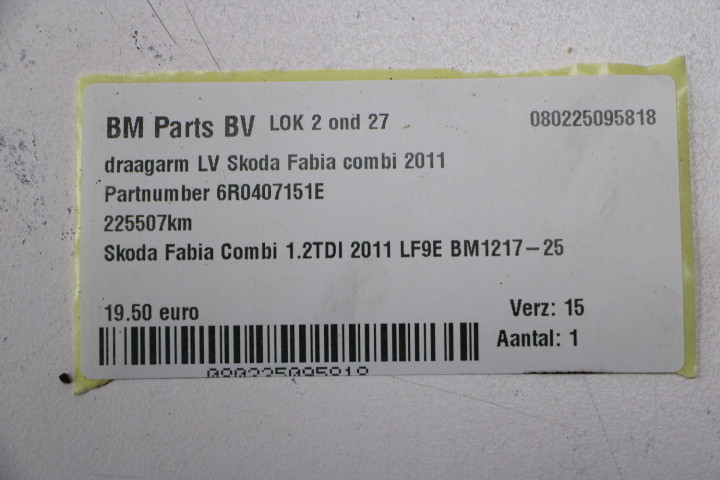 BM Parts BV LOK 2 ond 27 080225095818
draagarm LV Skoda Fabia combi 2011
Partnumber 6R0407151E
225507km
Skoda Fabia Combi 1.2TDI 2011 LF9E BM1217-25
19.50 euro Verz: 15
Aantal: 1
080225095818